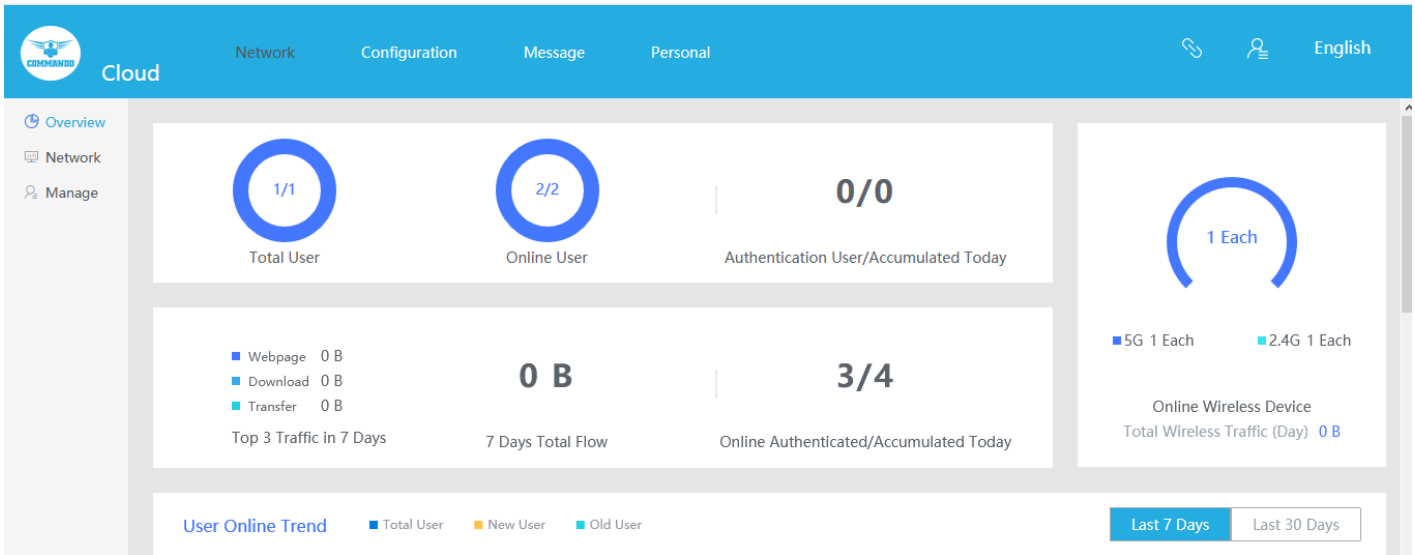 COMMANDO
Cloud
Network Configuration Message Personal English
Overview
Network
Manage
1/1
Total User
2/2
Online User
0/0
Authentication User/Accumulated Today
Webpage 0 B
Download 0 B
Transfer 0 B
Top 3 Traffic in 7 Days
0 B
7 Days Total Flow
3/4
Online Authenticated/Accumulated Today
1 Each
5G 1 Each 2.4G 1 Each
Online Wireless Device
Total Wireless Traffic (Day) 0 B
User Online Trend Total User New User Old User Last 7 Days Last 30 Days